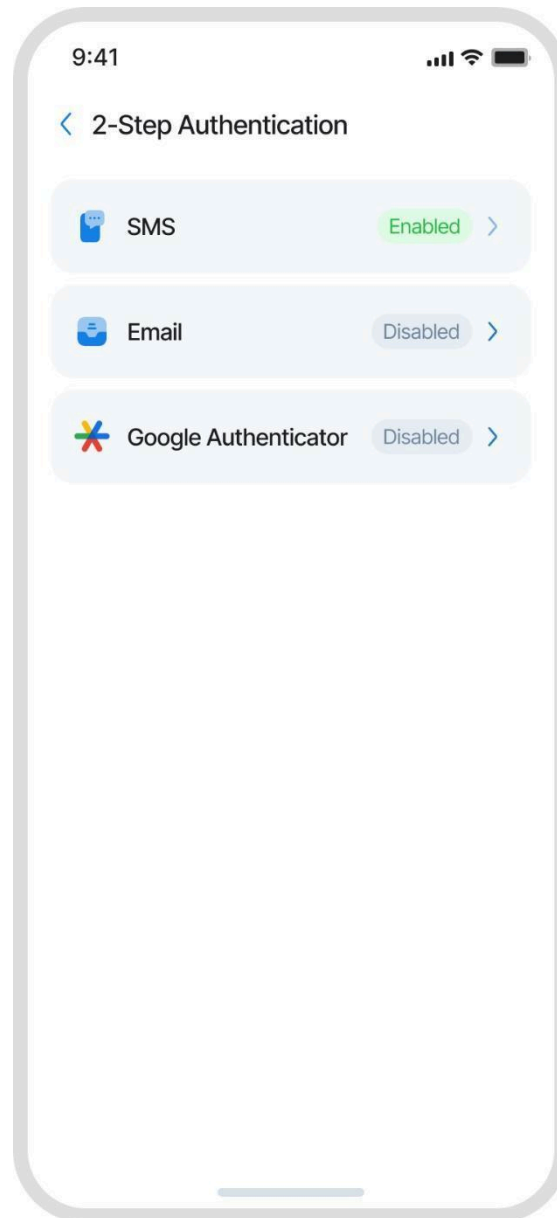 9:41
2-Step Authentication
SMS Enabled
Email Disabled
Google Authenticator Disabled